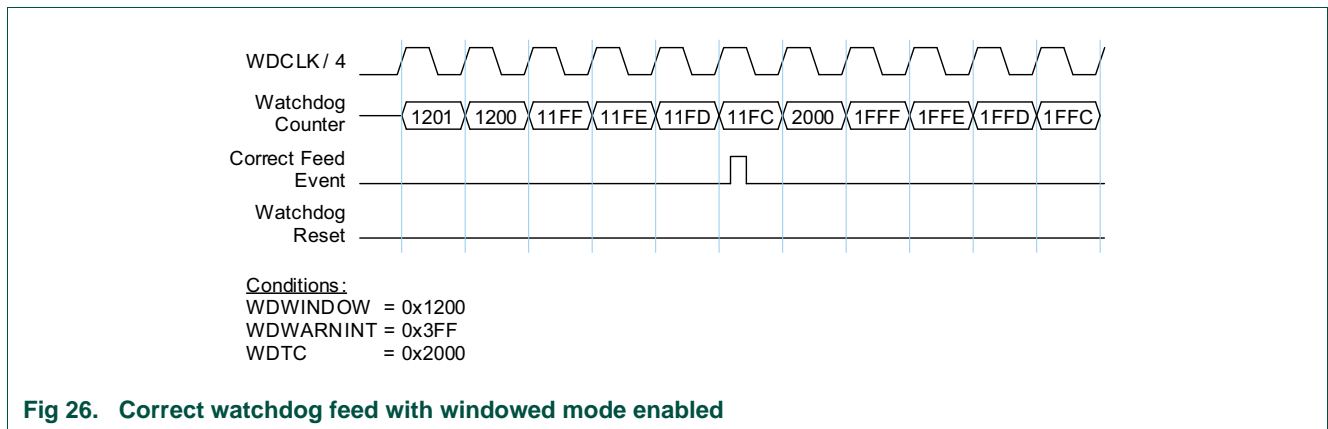 WDCLK / 4
Watchdog
Counter
1201 1200 11FF 11FE 11FD 11FC 2000 1FFF 1FFE 1FFD 1FFC
Correct Feed
Event
Watchdog
Reset
Conditions:
WDWINDOW = 0x1200
WDWARNINT = 0x3FF
WDTC = 0x2000
Fig 26. Correct watchdog feed with windowed mode enabled